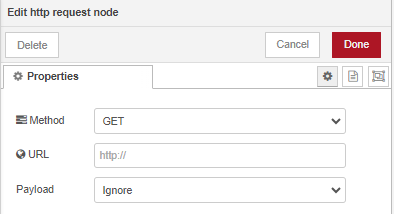 Edit http request node
Delete
Cancel
Done
Properties
Method
GET
URL
http://
Payload
Ignore